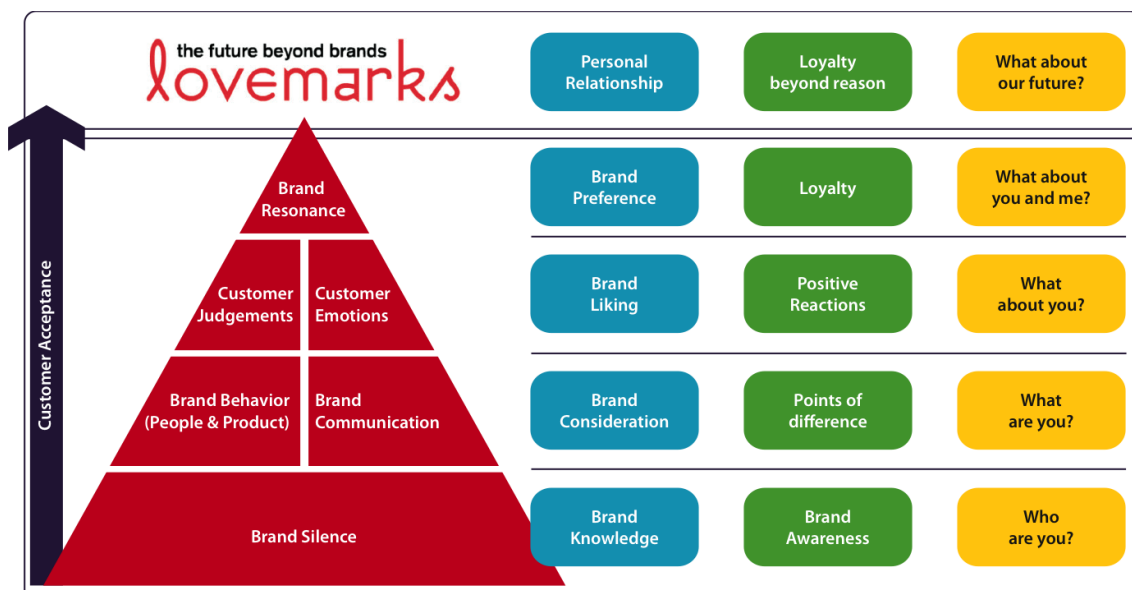 the future beyond brands
lovemarks
Personal
Relationship
Loyalty
beyond reason
What about
our future?
Customer Acceptance
Brand
Resonance
Brand
Preference
Loyalty
What about
you and me?
Customer
Judgements
Customer
Emotions
Brand
Liking
Positive
Reactions
What
about you?
Brand Behavior
(People & Product)
Brand
Communication
Brand
Consideration
Points of
difference
What
are you?
Brand Silence
Brand
Knowledge
Brand
Awareness
Who
are you?